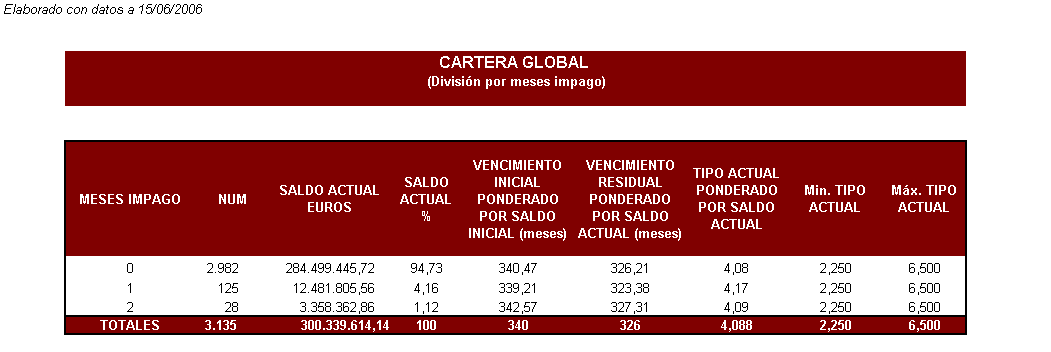 Elaborado con datos a 15/06/2006
CARTERA GLOBAL
(División por meses impago)
MESES IMPAGO NUM SALDO ACTUAL EUROS SALDO ACTUAL % VENCIMIENTO INICIAL PONDERADO POR SALDO INICIAL (meses) VENCIMIENTO RESIDUAL PONDERADO POR SALDO ACTUAL (meses) TIPO ACTUAL PONDERADO POR SALDO ACTUAL Min. TIPO ACTUAL Máx. TIPO ACTUAL
0 2.982 284.499.445,72 94,73 340,47 326,21 4,08 2,250 6,500
1 125 12.481.805,56 4,16 339,21 323,38 4,17 2,250 6,500
2 28 3.358.362,86 1,12 342,57 327,31 4,09 2,250 6,500
TOTALES 3.135 300.339.614,14 100 340 326 4,088 2,250 6,500